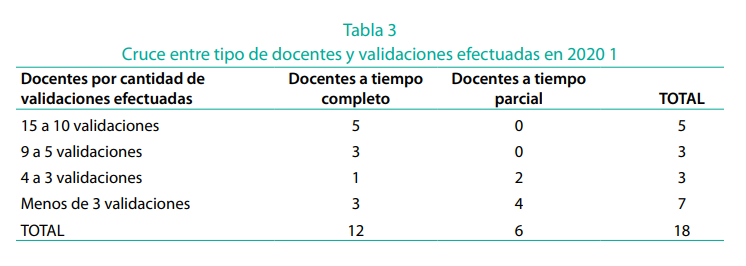 Tabla 3
Cruce entre tipo de docentes y validaciones efectuadas en 2020 1
Docentes por cantidad de validaciones efectuadas Docentes a tiempo completo Docentes a tiempo parcial TOTAL
15 a 10 validaciones 5 0 5
9 a 5 validaciones 3 0 3
4 a 3 validaciones 1 2 3
Menos de 3 validaciones 3 4 7
TOTAL 12 6 18